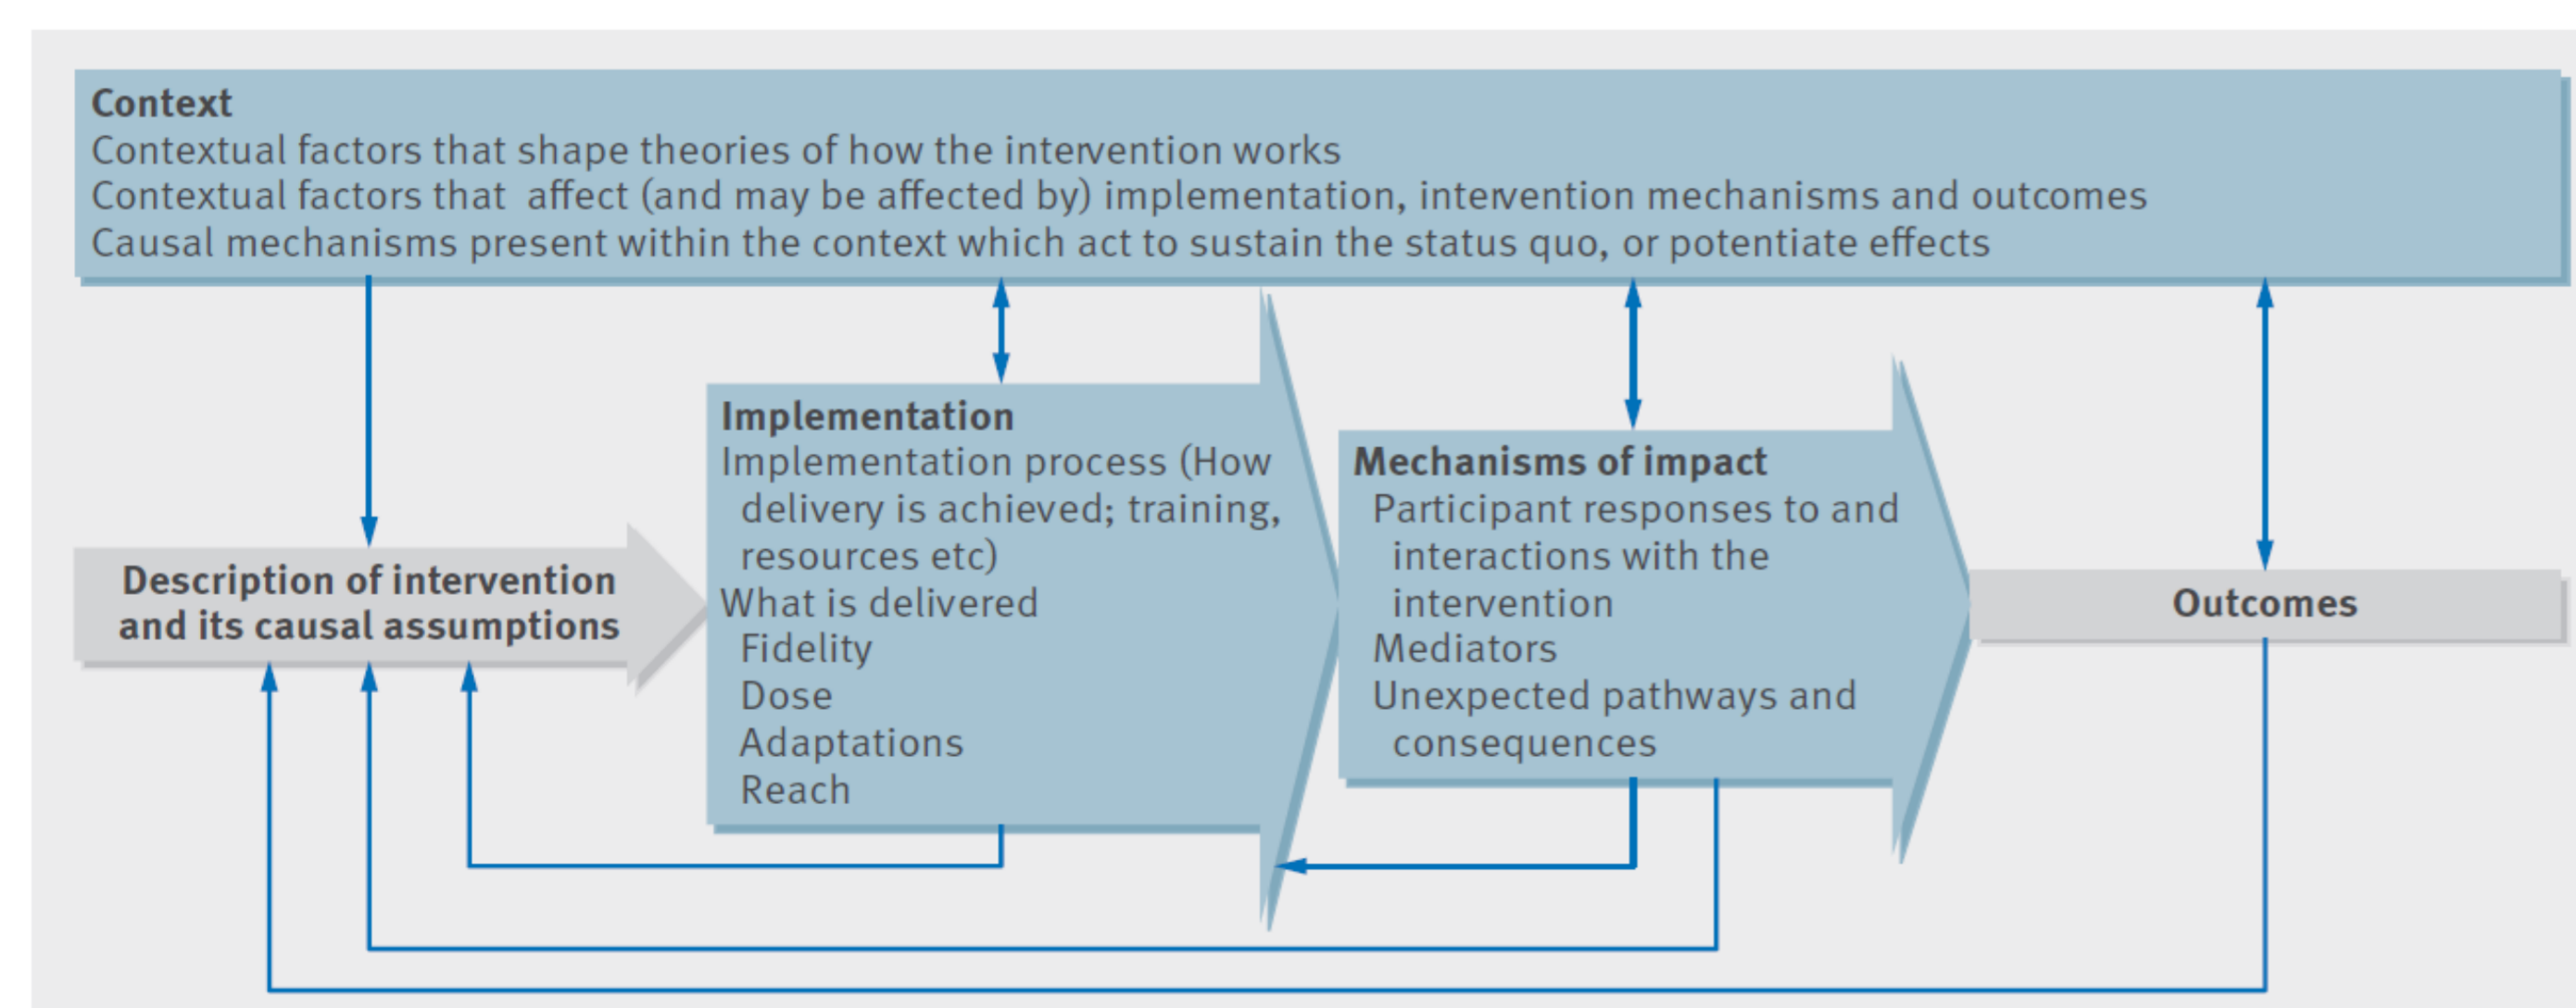 Context
Contextual factors that shape theories of how the intervention works
Contextual factors that affect (and may be affected by) implementation, intervention mechanisms and outcomes
Causal mechanisms present within the context which act to sustain the status quo, or potentiate effects
Description of intervention
and its causal assumptions
Implementation
Implementation process (How
delivery is achieved; training,
resources etc)
What is delivered
Fidelity
Dose
Adaptations
Reach
Mechanisms of impact
Participant responses to and
interactions with the
intervention
Mediators
Unexpected pathways and
consequences
Outcomes